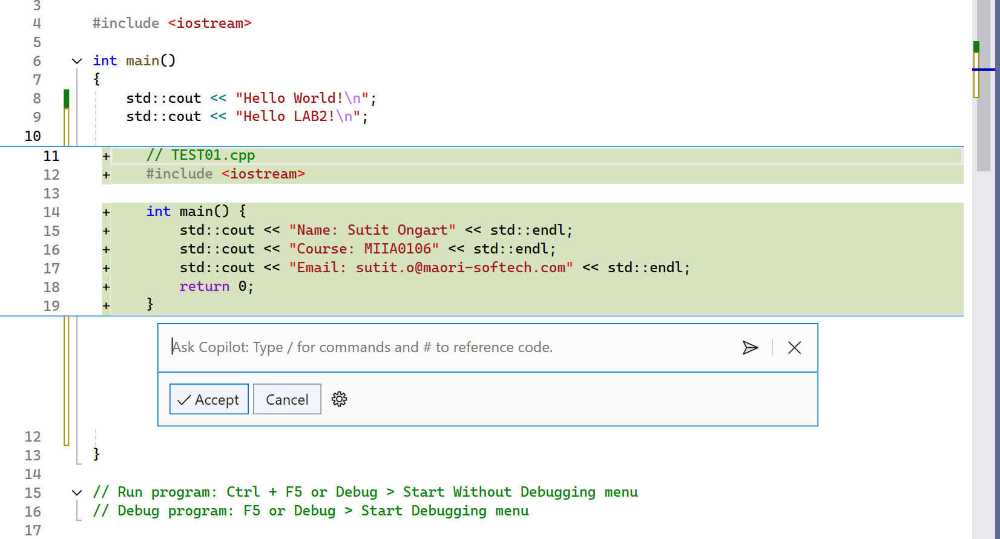 3
4 #include <iostream>
5
6 int main()
7 {
8 std::cout << "Hello World!\n";
9 std::cout << "Hello LAB2!\n";
10
11 + // TEST01.cpp
12 + #include <iostream>
13
14 + int main() {
15 + std::cout << "Name: Sutit Ongart" << std::endl;
16 + std::cout << "Course: MIIA0106" << std::endl;
17 + std::cout << "Email: sutit.o@maori-softech.com" << std::endl;
18 + return 0;
19 + }
Ask Copilot: Type / for commands and # to reference code.
Accept Cancel
12
13 }
14
15 // Run program: Ctrl + F5 or Debug > Start Without Debugging menu
16 // Debug program: F5 or Debug > Start Debugging menu
17